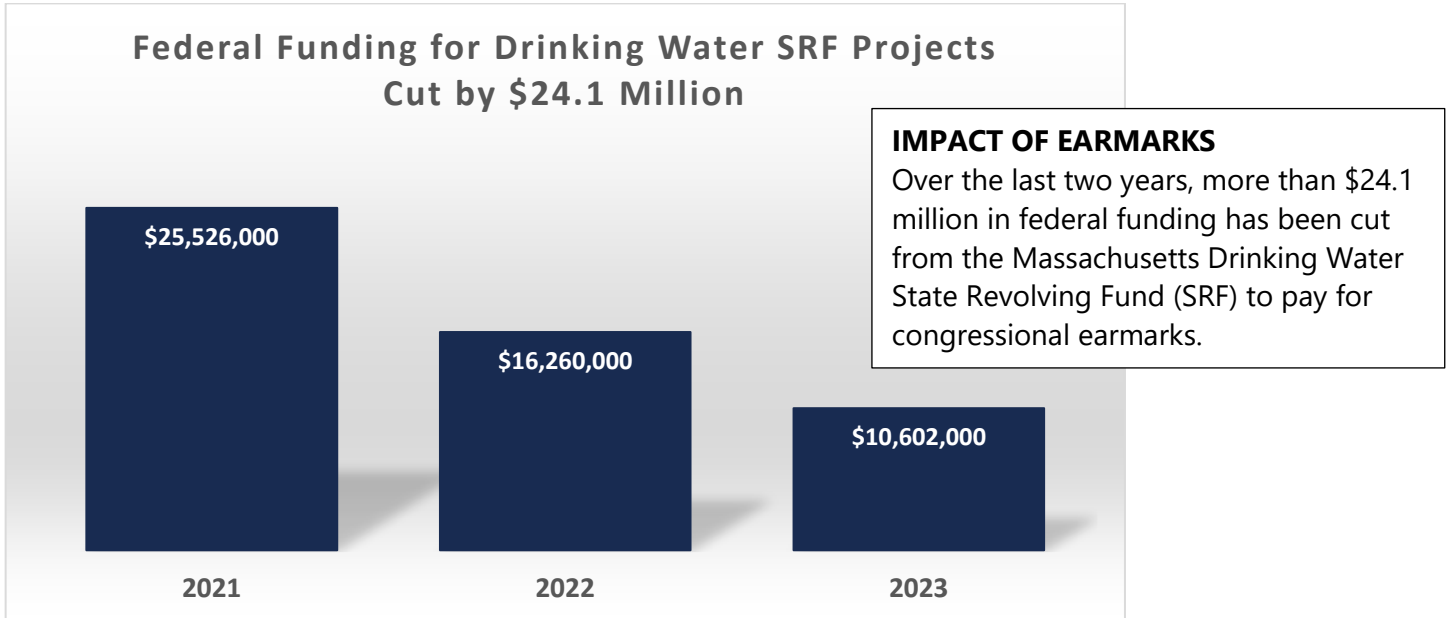 Federal Funding for Drinking Water SRF Projects
Cut by $24.1 Million
IMPACT OF EARMARKS
Over the last two years, more than $24.1
million in federal funding has been cut
from the Massachusetts Drinking Water
State Revolving Fund (SRF) to pay for
congressional earmarks.
$25,526,000
$16,260,000
$10,602,000
2021
2022
2023